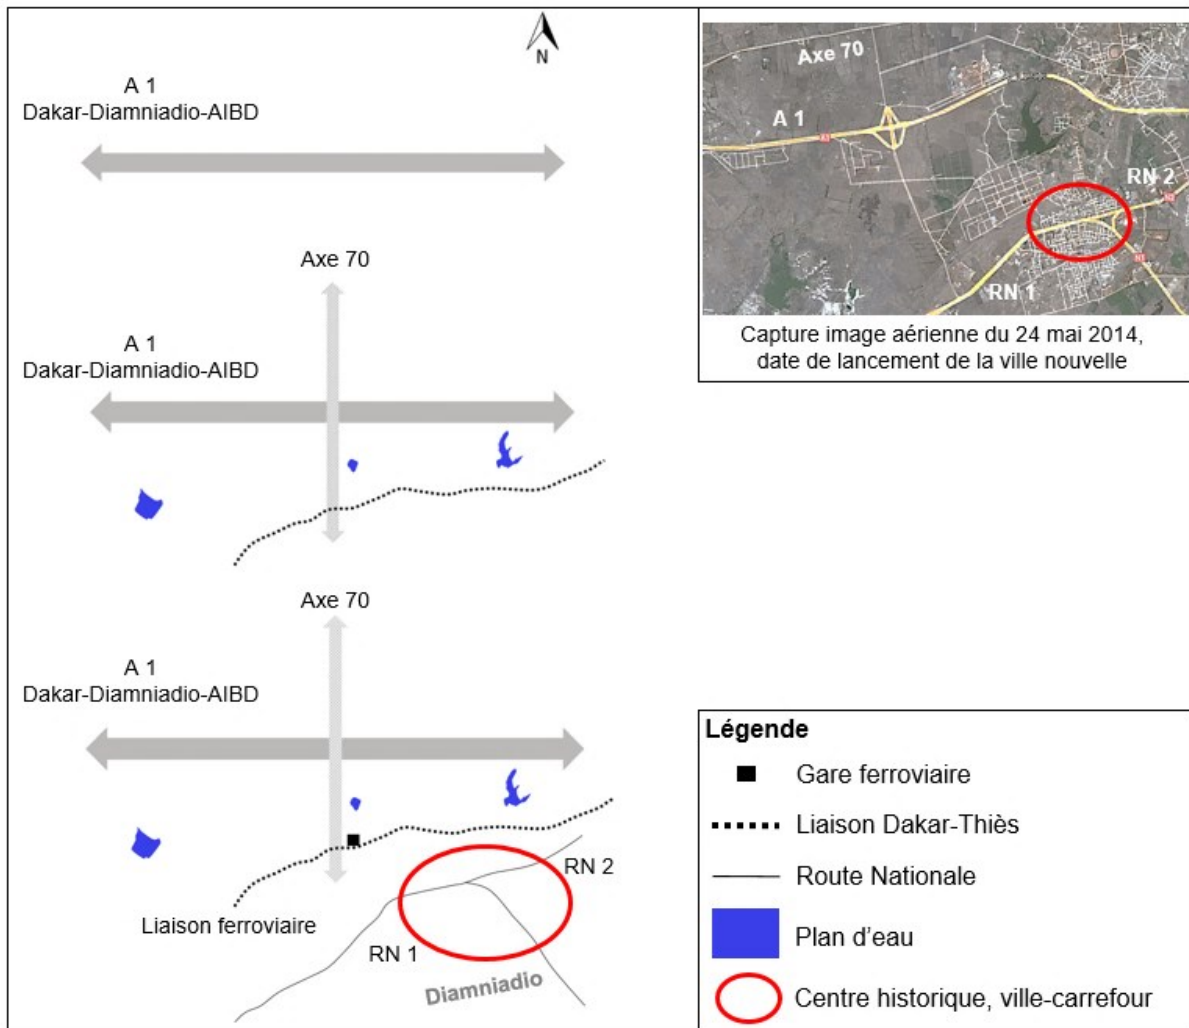 N
A 1
Dakar-Diamniadio-AIBD
Axe 70
A 1
Dakar-Diamniadio-AIBD
Axe 70
A 1
Dakar-Diamniadio-AIBD
Liaison ferroviaire
RN 1
RN 2
Diamniadio
Axe 70
A 1
RN 2
RN 1
Capture image aérienne du 24 mai 2014,
date de lancement de la ville nouvelle
Légende
Gare ferroviaire
Liaison Dakar-Thiès
Route Nationale
Plan d'eau
Centre historique, ville-carrefour